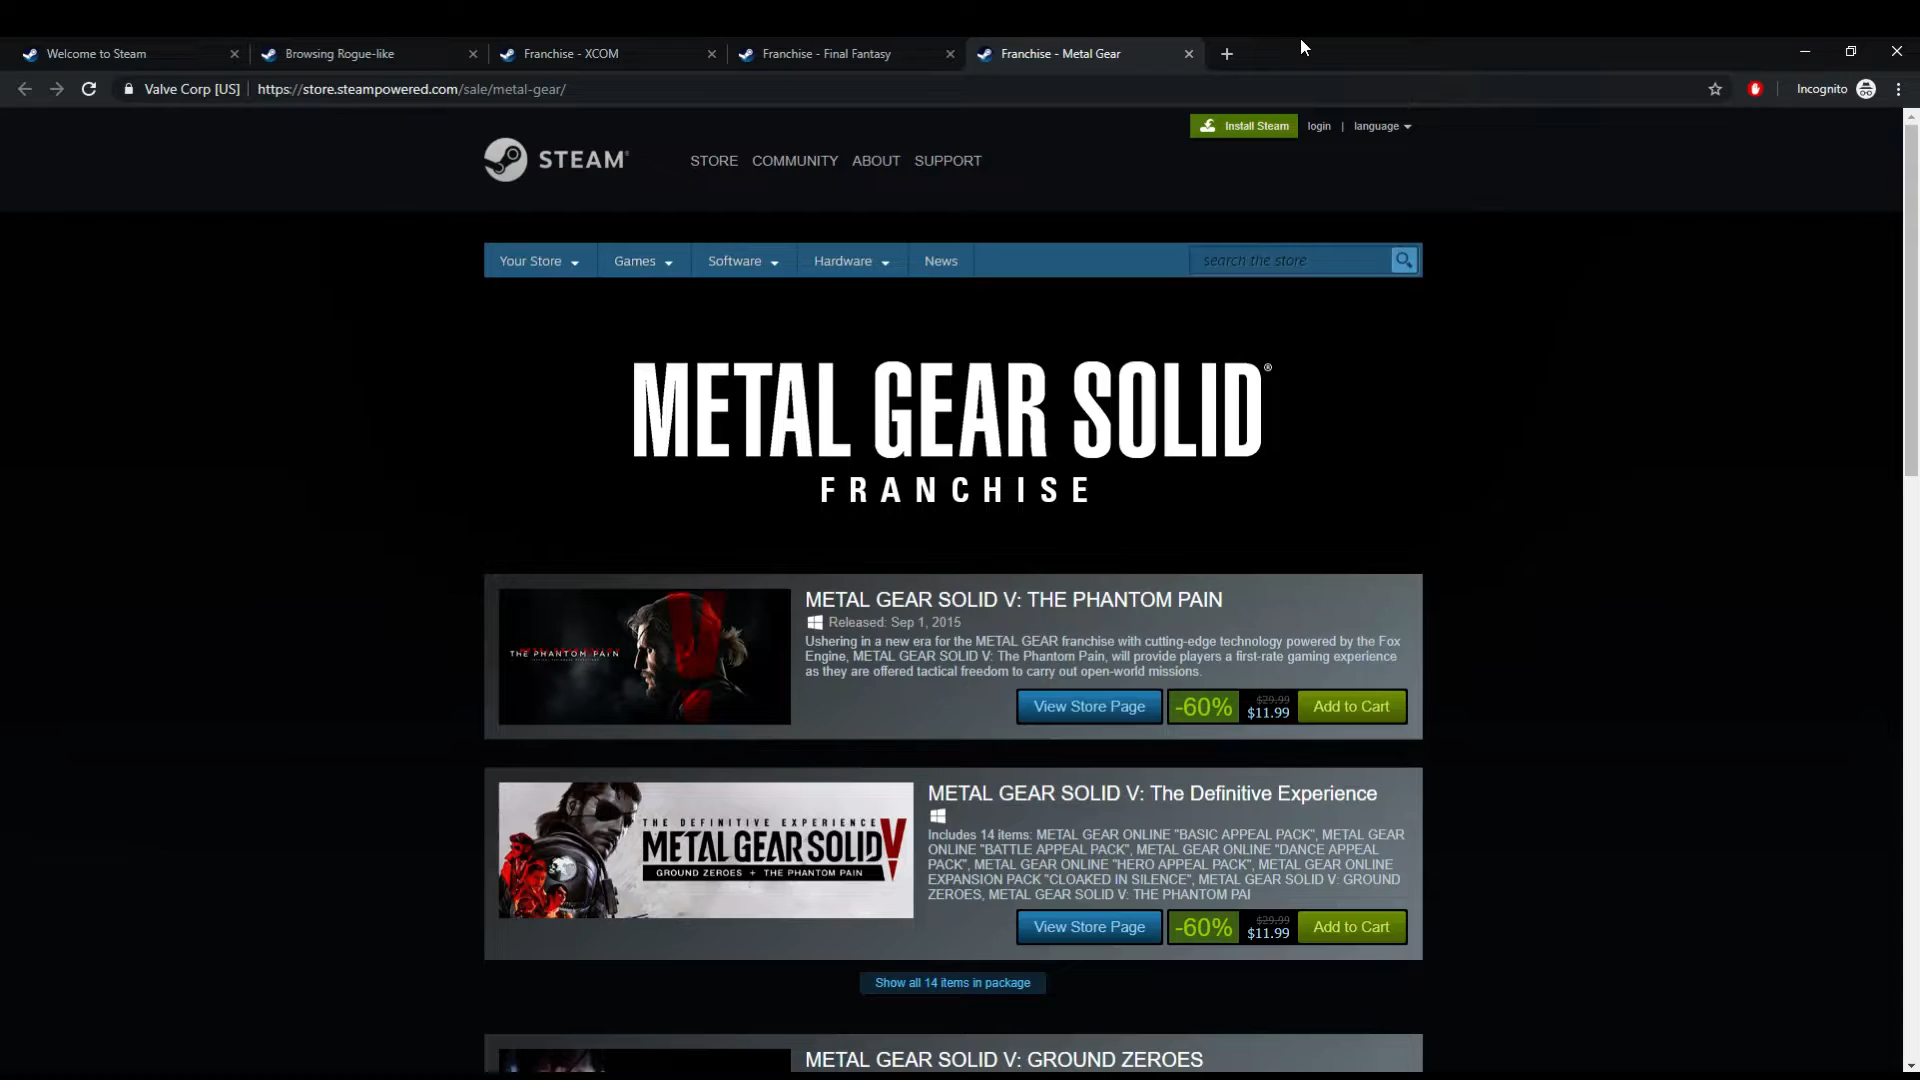 Welcome to Steam
Browsing Rogue-like
Franchise - XCOM
Franchise - Final Fantasy
Franchise - Metal Gear
Valve Corp [US]
https://store.steampowered.com/sale/metal-gear/
Incognito
Install Steam
login | language
STEAM
STORE COMMUNITY ABOUT SUPPORT
Your Store
Games
Software
Hardware
News
search the store
METAL GEAR SOLID®
FRANCHISE
THE PHANTOM PAIN
METAL GEAR SOLID V: THE PHANTOM PAIN
Released: Sep 1, 2015
Ushering in a new era for the METAL GEAR franchise with cutting-edge technology powered by the Fox
Engine, METAL GEAR SOLID V: The Phantom Pain, will provide players a first-rate gaming experience
as they are offered tactical freedom to carry out open-world missions.
View Store Page
-60%
$29.99
$11.99
Add to Cart
THE DEFINITIVE EXPERIENCE
METAL GEAR SOLID V
GROUND ZEROES + THE PHANTOM PAIN
METAL GEAR SOLID V: The Definitive Experience
Includes 14 items: METAL GEAR ONLINE "BASIC APPEAL PACK", METAL GEAR
ONLINE "BATTLE APPEAL PACK", METAL GEAR ONLINE "DANCE APPEAL
PACK", METAL GEAR ONLINE "HERO APPEAL PACK", METAL GEAR ONLINE
EXPANSION PACK "CLOAKED IN SILENCE", METAL GEAR SOLID V: GROUND
ZEROES, METAL GEAR SOLID V: THE PHANTOM PAI
View Store Page
-60%
$29.99
$11.99
Add to Cart
Show all 14 items in package
METAL GEAR SOLID V: GROUND ZEROES